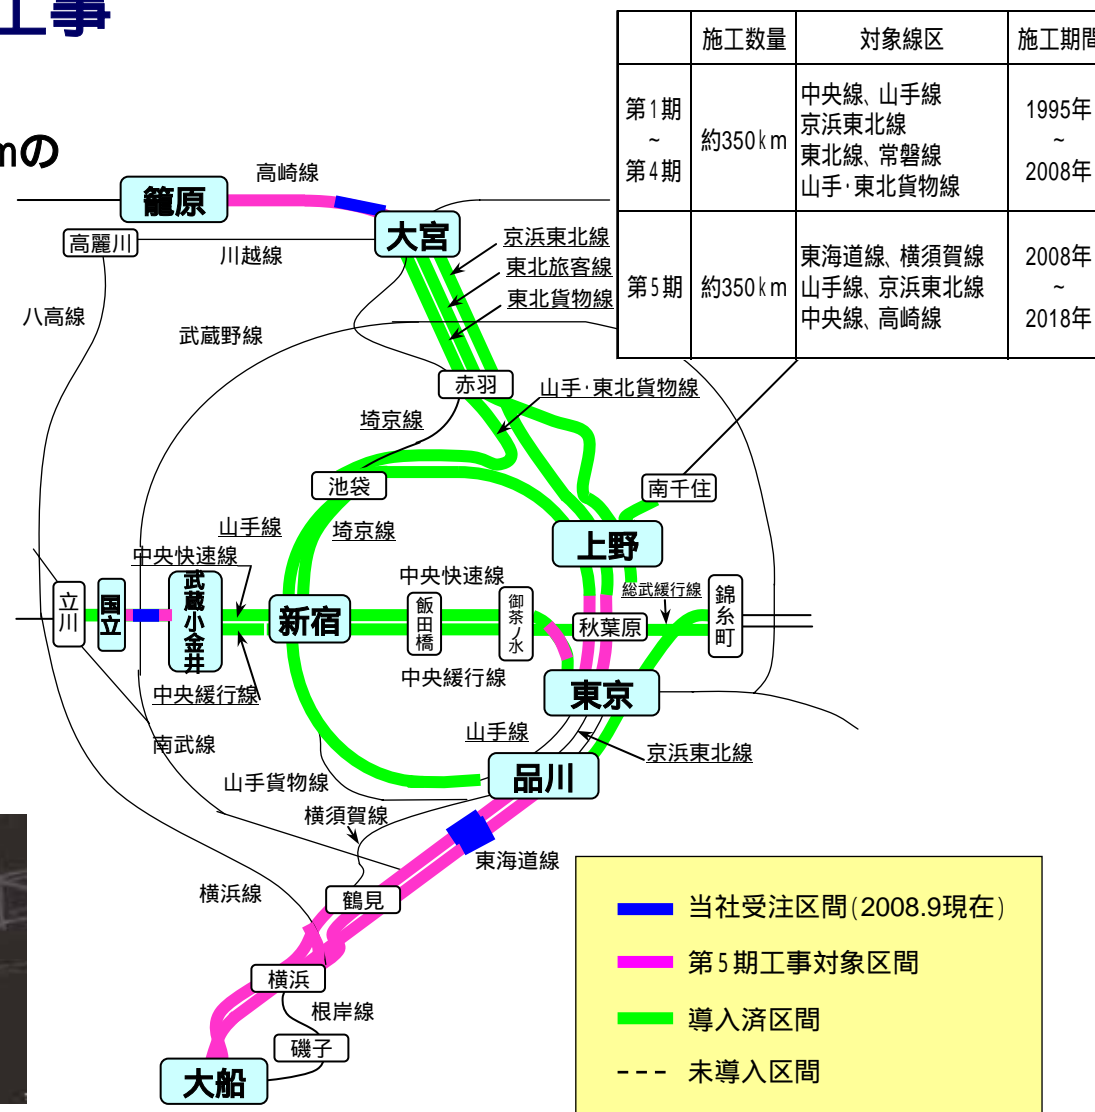 工事
mの
施工数量
対象線区
施工期間
第1期
~
第4期
約350km
中央線、山手線
京浜東北線
東北線、常磐線
山手・東北貨物線
1995年
~
2008年
第5期
約350km
東海道線、横須賀線
山手線、京浜東北線
中央線、高崎線
2008年
~
2018年
高崎線
籠原
大宮
高麗川
川越線
京浜東北線
東北旅客線
東北貨物線
八高線
武蔵野線
赤羽
山手・東北貨物線
埼京線
池袋
南千住
山手線
埼京線
上野
中央快速線
中央快速線
総武緩行線
立川
国立
武蔵小金井
新宿
飯田橋
御茶ノ水
秋葉原
錦糸町
中央緩行線
中央緩行線
東京
南武線
山手線
京浜東北線
山手貨物線
品川
横須賀線
東海道線
横浜線
鶴見
横浜
根岸線
磯子
大船
当社受注区間(2008.9現在)
第5期工事対象区間
導入済区間
未導入区間